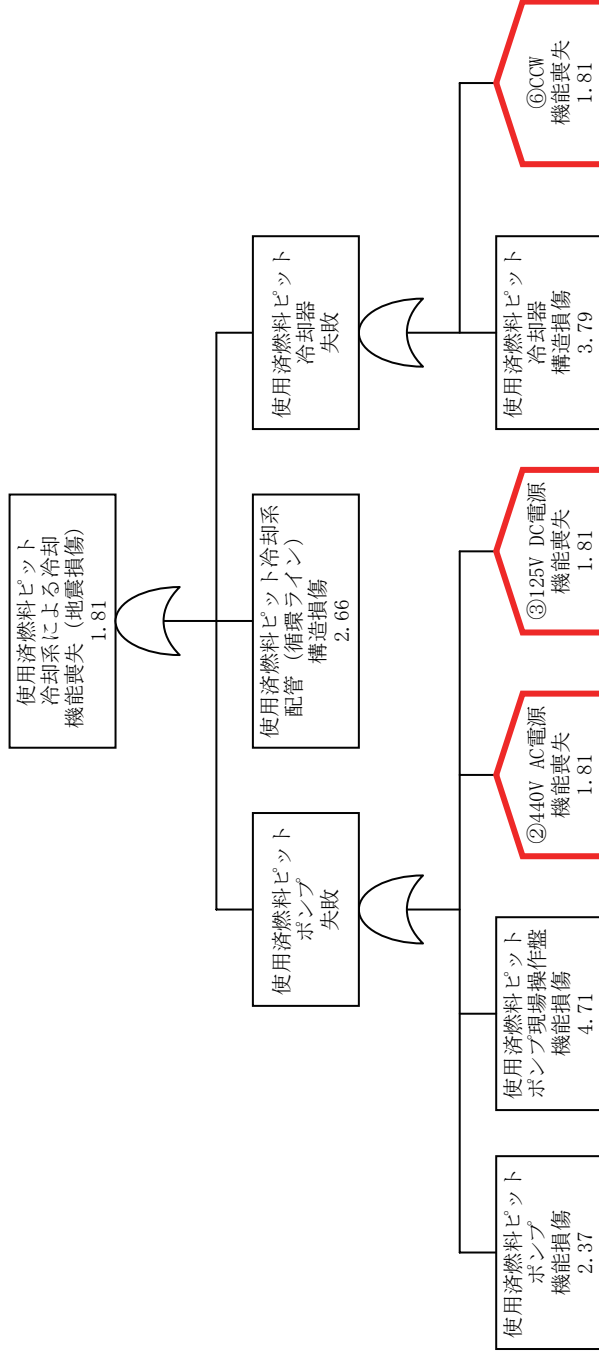 使用済燃料ピット
冷却系による冷却
機能喪失（地震損傷）
1.81
使用済燃料ピット
ポンプ
失敗
使用済燃料ピット冷却系
配管（循環ライン）
構造損傷
2.66
使用済燃料ピット
冷却器
失敗
使用済燃料ピット
ポンプ
機能損傷
2.37
使用済燃料ピット
ポンプ現場操作盤
機能損傷
4.71
②440V AC電源
機能喪失
1.81
③125V DC電源
機能喪失
1.81
使用済燃料ピット
冷却器
構造損傷
3.79
⑥CCW
機能喪失
1.81